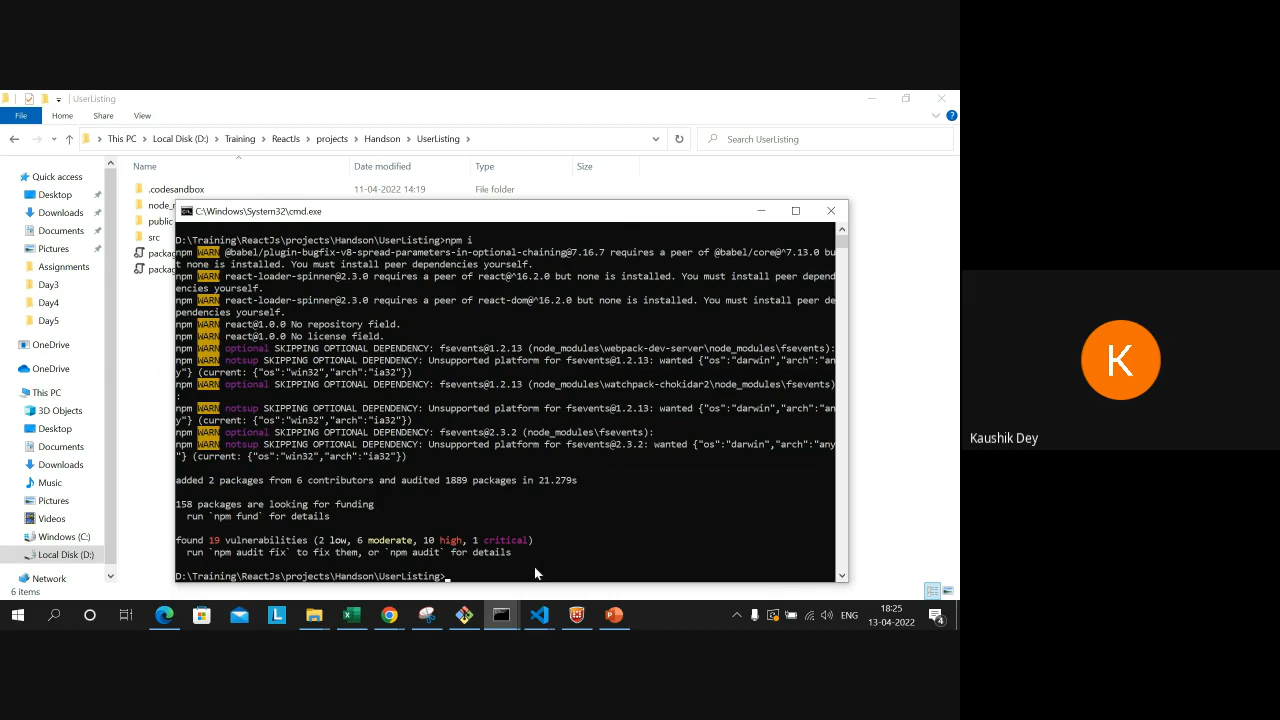 UserListing
File
Home
Share
View
This PC
Local Disk (D:)
Training
ReactJs
projects
Handson
UserListing
Search UserListing
Name
Date modified
Type
Size
Quick access
Desktop
Downloads
Documents
Pictures
Assignments
Day3
Day4
Day5
OneDrive
OneDrive
This PC
3D Objects
Desktop
Documents
Downloads
Music
Pictures
Videos
Windows (C:)
Local Disk (D:)
Network
6 items
.codesandbox
11-04-2022 14:19
File folder
node_m
public
src
packag
packag
C:\Windows\System32\cmd.exe
D:\Training\ReactJs\projects\Handson\UserListing>npm i
npm WARN @babel/plugin-bugfix-v8-spread-parameters-in-optional-chaining@7.16.7 requires a peer of @babel/core@^7.13.0 bu
t none is installed. You must install peer dependencies yourself.
npm WARN react-loader-spinner@2.3.0 requires a peer of react@^16.2.0 but none is installed. You must install peer depend
encies yourself.
npm WARN react-loader-spinner@2.3.0 requires a peer of react-dom@^16.2.0 but none is installed. You must install peer de
pendencies yourself.
npm WARN react@1.0.0 No repository field.
npm WARN react@1.0.0 No license field.
npm WARN optional SKIPPING OPTIONAL DEPENDENCY: fsevents@1.2.13 (node_modules\webpack-dev-server\node_modules\fsevents):
npm WARN notsup SKIPPING OPTIONAL DEPENDENCY: Unsupported platform for fsevents@1.2.13: wanted {"os":"darwin","arch":"an
y"} (current: {"os":"win32","arch":"ia32"})
npm WARN optional SKIPPING OPTIONAL DEPENDENCY: fsevents@1.2.13 (node_modules\watchpack-chokidar2\node_modules\fsevents)
:
npm WARN notsup SKIPPING OPTIONAL DEPENDENCY: Unsupported platform for fsevents@1.2.13: wanted {"os":"darwin","arch":"an
y"} (current: {"os":"win32","arch":"ia32"})
npm WARN optional SKIPPING OPTIONAL DEPENDENCY: fsevents@2.3.2 (node_modules\fsevents):
npm WARN notsup SKIPPING OPTIONAL DEPENDENCY: Unsupported platform for fsevents@2.3.2: wanted {"os":"darwin","arch":"any
"} (current: {"os":"win32","arch":"ia32"})
added 2 packages from 6 contributors and audited 1889 packages in 21.279s
158 packages are looking for funding
run `npm fund` for details
found 19 vulnerabilities (2 low, 6 moderate, 10 high, 1 critical)
run `npm audit fix` to fix them, or `npm audit` for details
D:\Training\ReactJs\projects\Handson\UserListing>
ENG
18:25
13-04-2022
4
K
Kaushik Dey